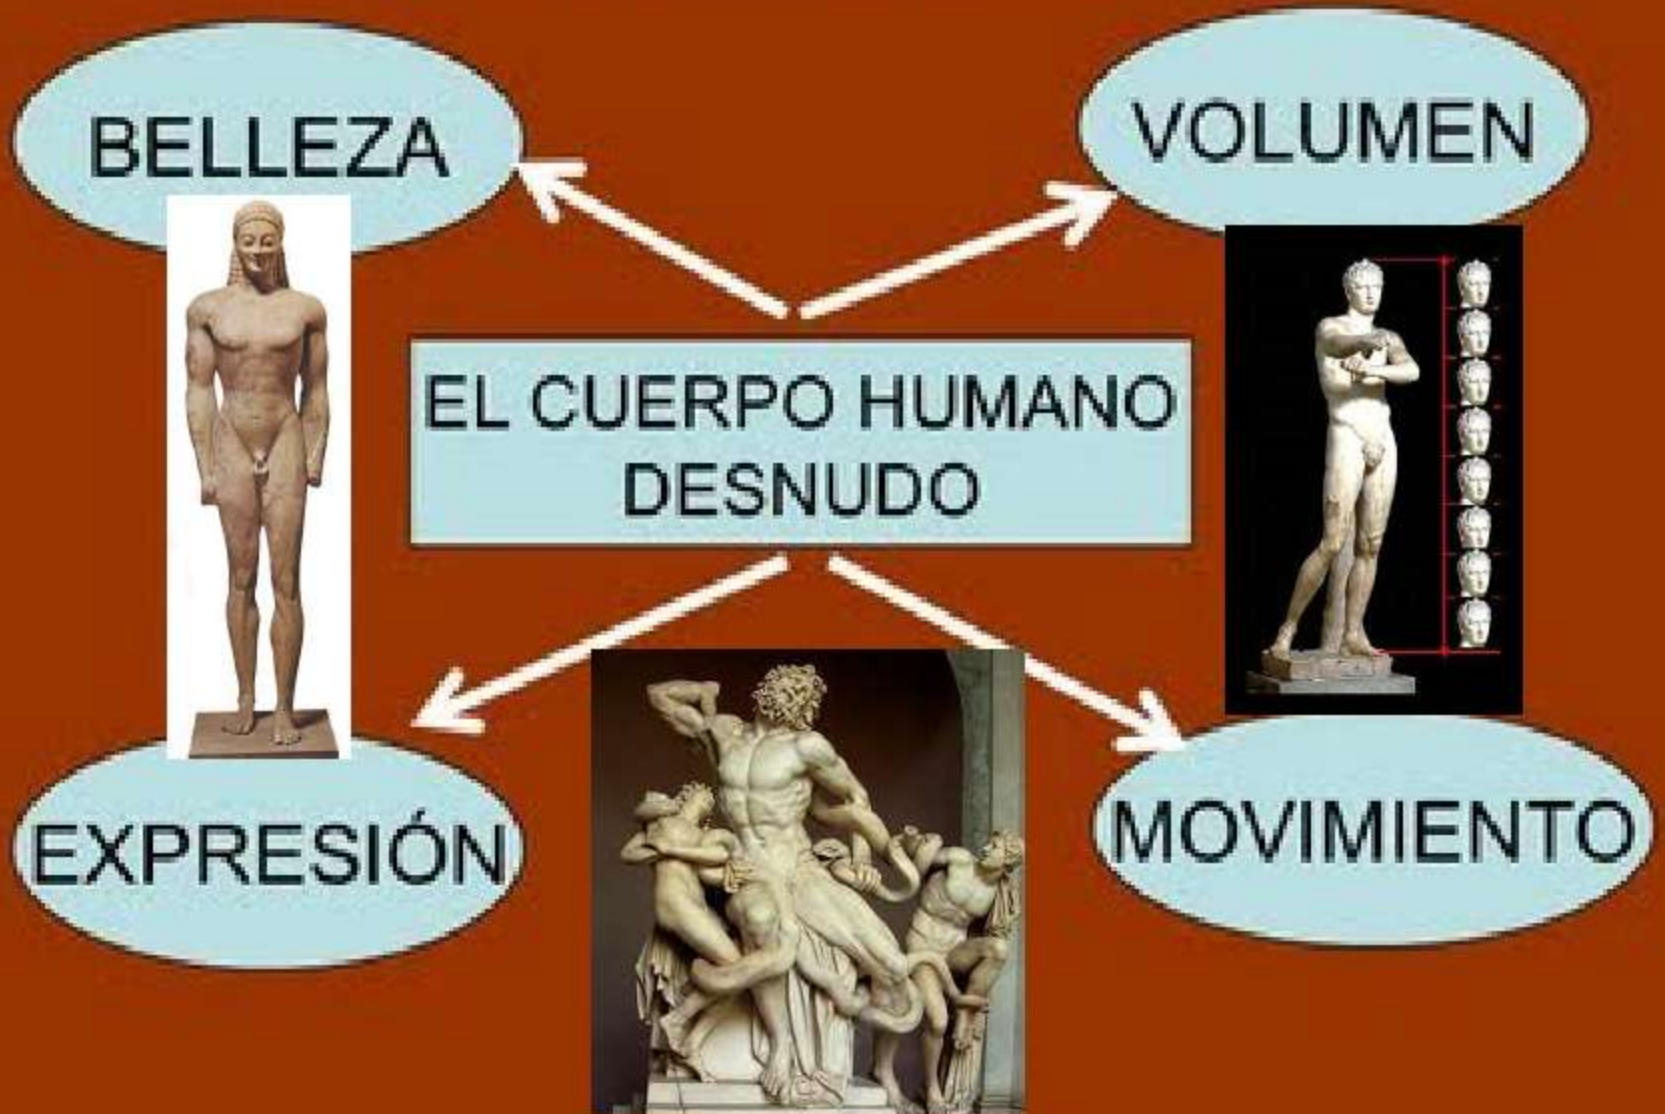 BELLEZA
VOLUMEN
EL CUERPO HUMANO
DESNUDO
EXPRESIÓN
MOVIMIENTO